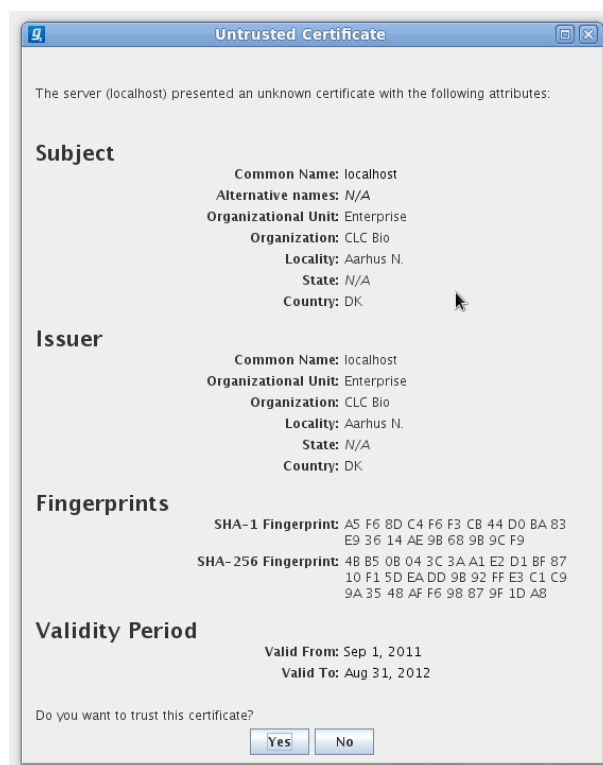 Untrusted Certificate
The server (localhost) presented an unknown certificate with the following attributes:
Subject
Common Name: localhost
Alternative names: N/A
Organizational Unit: Enterprise
Organization: CLC Bio
Locality: Aarhus N.
State: N/A
Country: DK
Issuer
Common Name: localhost
Organizational Unit: Enterprise
Organization: CLC Bio
Locality: Aarhus N.
State: N/A
Country: DK
Fingerprints
SHA-1 Fingerprint: A5 F6 8D C4 F6 F3 CB 44 D0 BA 83
E9 36 14 AE 9B 68 9B 9C F9
SHA-256 Fingerprint: 4B B5 0B 04 3C 3A A1 E2 D1 BF 87
10 F1 5D EA DD 9B 92 FF E3 C1 C9
9A 35 48 AF F6 98 87 9F 1D A8
Validity Period
Valid From: Sep 1, 2011
Valid To: Aug 31, 2012
Do you want to trust this certificate?
Yes No